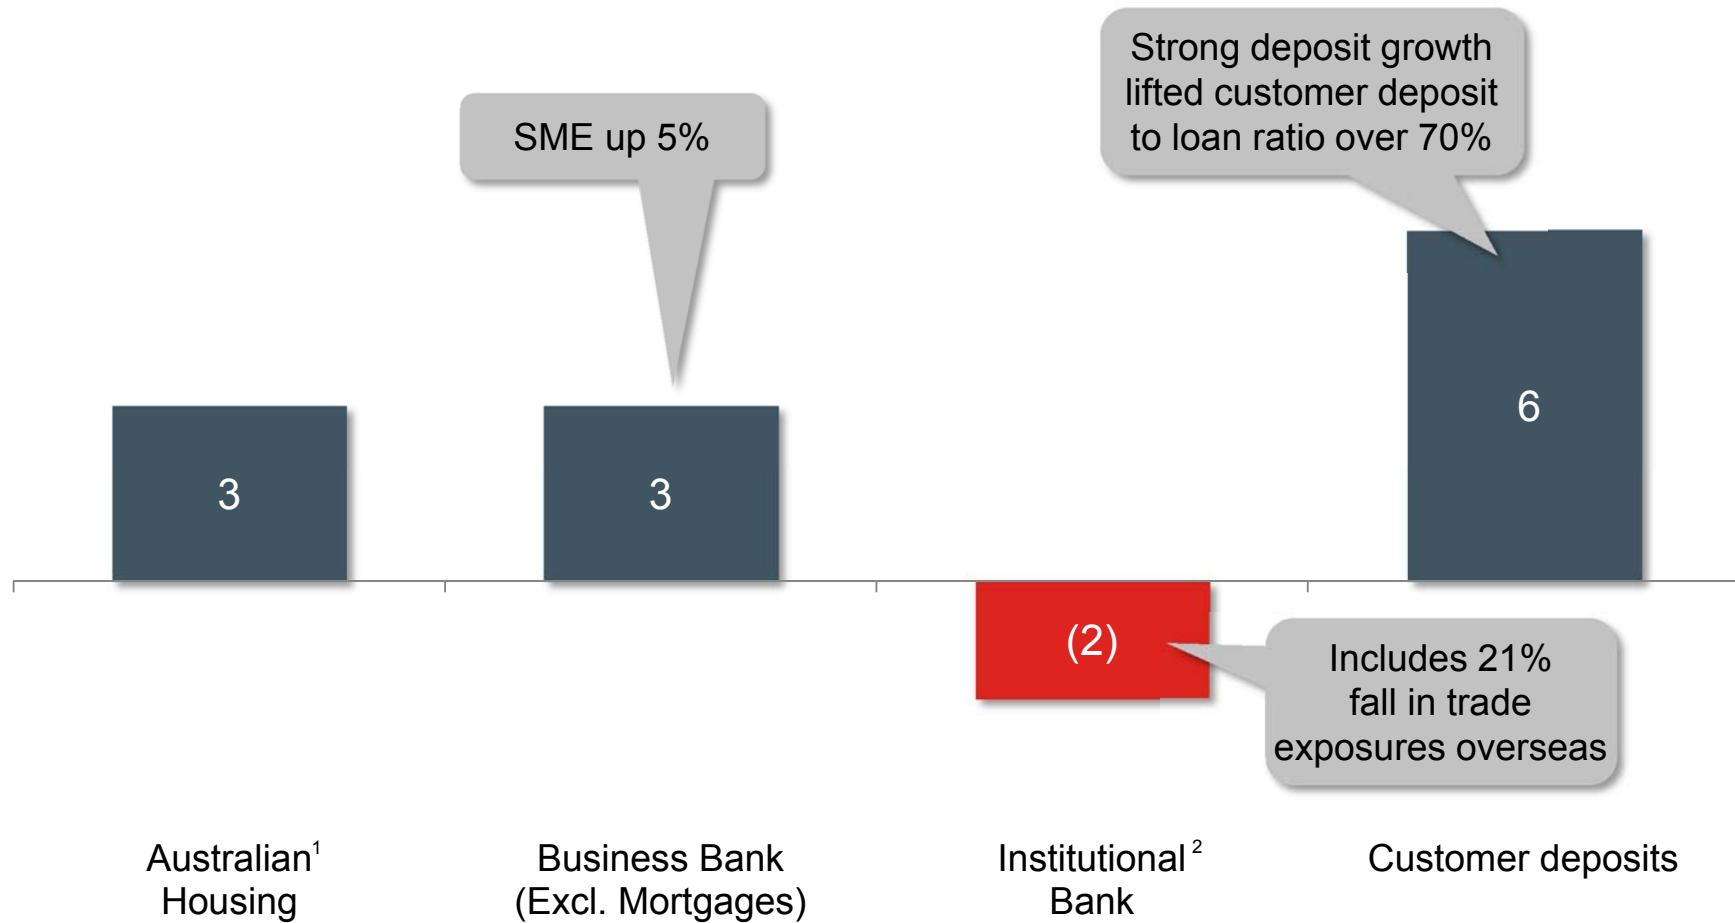 Strong deposit growth
lifted customer deposit
to loan ratio over 70%
SME up 5%
3
3
6
(2)
Includes 21%
fall in trade
exposures overseas
Australian1
Housing
Business Bank
(Excl. Mortgages)
Institutional 2
Bank
Customer deposits